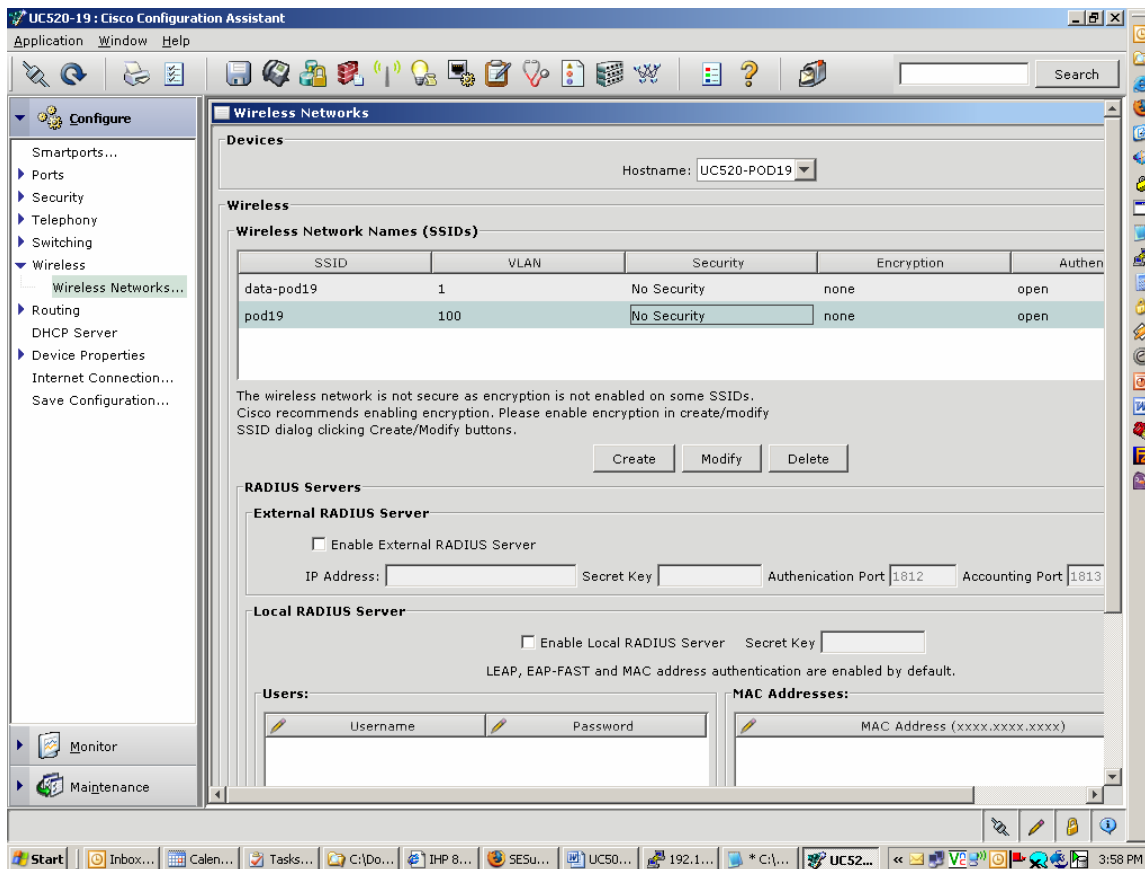 UC520-19 : Cisco Configuration Assistant
Application Window Help
Search
Configure
Smartports...
Ports
Security
Telephony
Switching
Wireless
Wireless Networks...
Routing
DHCP Server
Device Properties
Internet Connection...
Save Configuration...
Monitor
Maintenance
Wireless Networks
Devices
Hostname: UC520-POD19
Wireless
Wireless Network Names (SSIDs)
SSID VLAN Security Encryption Authen
data-pod19 1 No Security none open
pod19 100 No Security none open
The wireless network is not secure as encryption is not enabled on some SSIDs.
Cisco recommends enabling encryption. Please enable encryption in create/modify
SSID dialog clicking Create/Modify buttons.
Create Modify Delete
RADIUS Servers
External RADIUS Server
Enable External RADIUS Server
IP Address: Secret Key Authenication Port 1812 Accounting Port 1813
Local RADIUS Server
Enable Local RADIUS Server Secret Key
LEAP, EAP-FAST and MAC address authentication are enabled by default.
Users: MAC Addresses:
Username Password MAC Address (xxxx.xxxx.xxxx)
Start Inbox... Calen... Tasks... C:\Do... IHP 8... SESu... UC50... 192.1... * C:\... UC52... « 3:58 PM